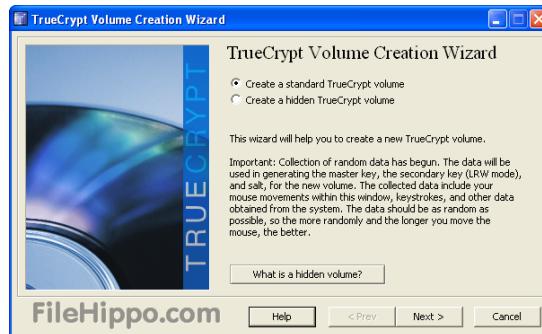 TrueCrypt Volume Creation Wizard
TRUECRYPT
TrueCrypt Volume Creation Wizard
Create a standard TrueCrypt volume
Create a hidden TrueCrypt volume
This wizard will help you to create a new TrueCrypt volume.
Important: Collection of random data has begun. The data will be
used in generating the master key, the secondary key (LRW mode),
and salt, for the new volume. The collected data include your
mouse movements within this window, keystrokes, and other data
obtained from the system. The data should be as random as
possible, so the more randomly and the longer you move the
mouse, the better.
What is a hidden volume?
FileHippo.com
Help
< Prev
Next >
Cancel